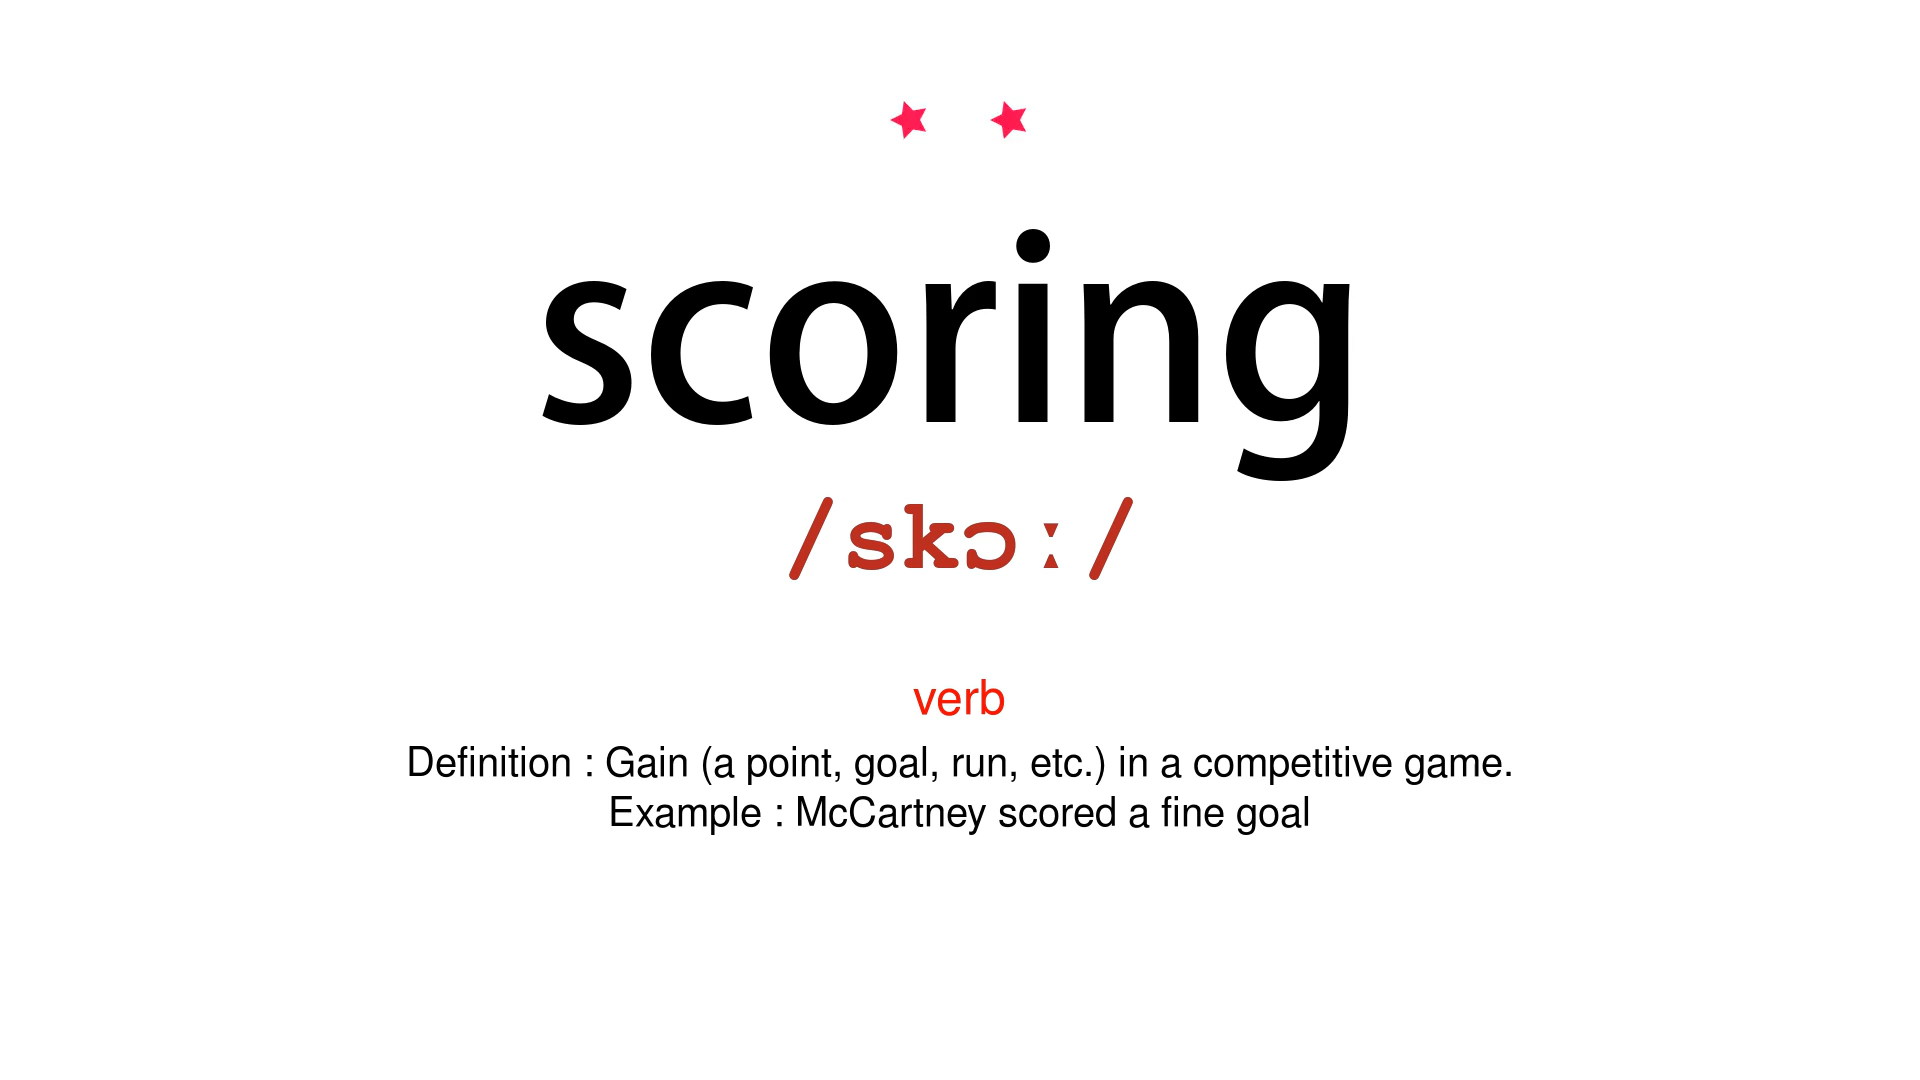 scoring
/skɔː/
verb
Definition : Gain (a point, goal, run, etc.) in a competitive game.
Example : McCartney scored a fine goal